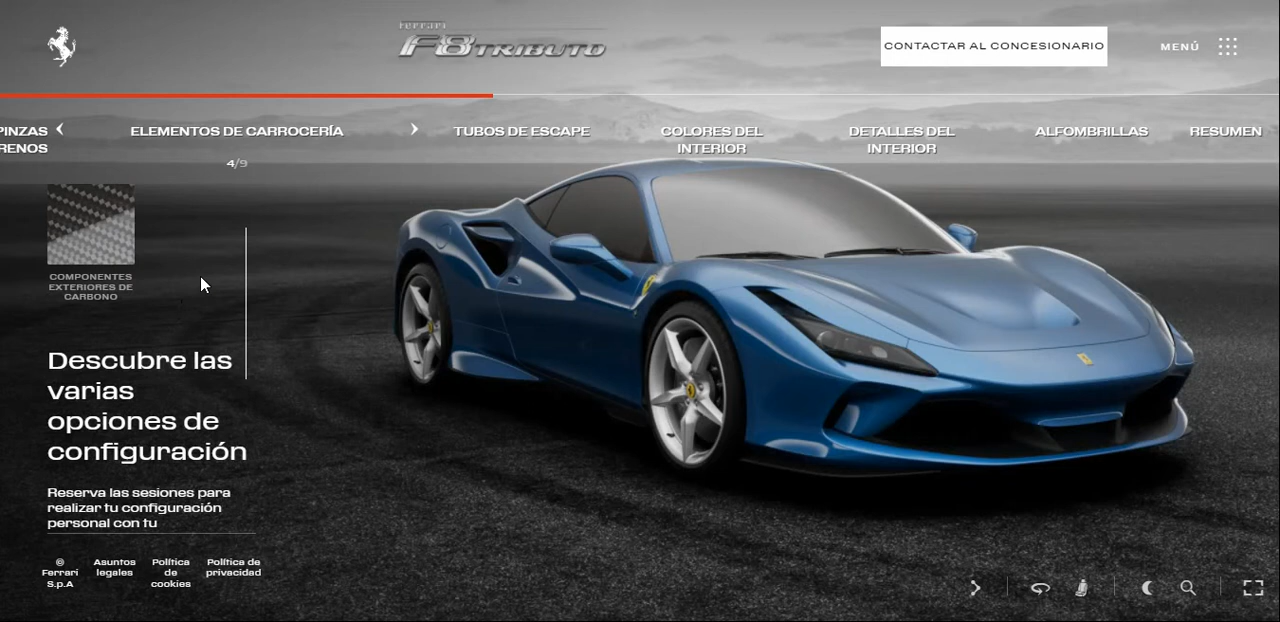 Ferrari
F8 TRIBUTO
CONTACTAR AL CONCESIONARIO
MENÚ
PINZAS
RENOS
ELEMENTOS DE CARROCERÍA
4/9
TUBOS DE ESCAPE
COLORES DEL
INTERIOR
DETALLES DEL
INTERIOR
ALFOMBRILLAS
RESUMEN
COMPONENTES
EXTERIORES DE
CARBONO
Descubre las
varias
opciones de
configuración
Reserva las sesiones para
realizar tu configuración
personal con tu
©
Ferrari
S.p.A
Asuntos
legales
Política
de
cookies
Política de
privacidad